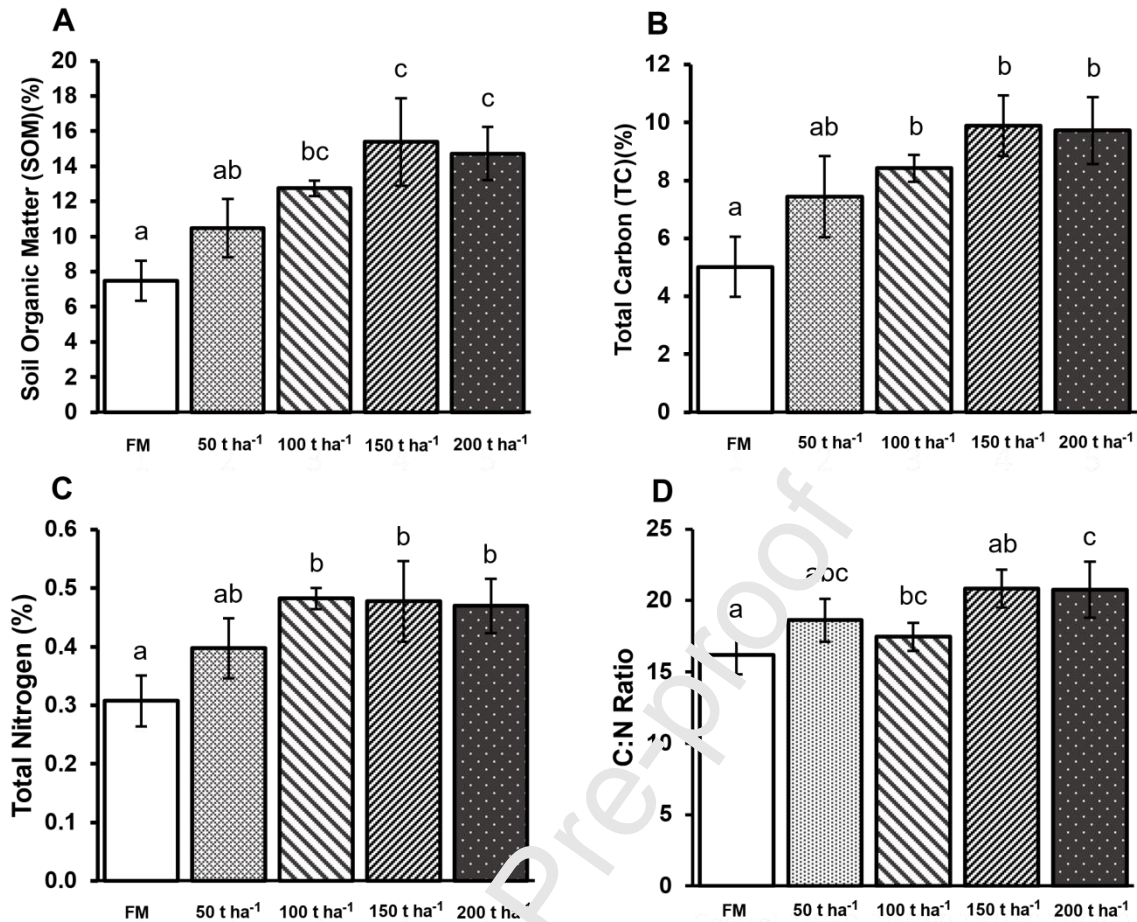 A
Soil Organic Matter (SOM)(%)
20
18
16
14
12
10
8
6
4
2
0
a
ab
bc
c
c
FM 50 t ha⁻¹ 100 t ha⁻¹ 150 t ha⁻¹ 200 t ha⁻¹
B
Total Carbon (TC)(%)
12
10
8
6
4
2
0
a
ab
b
b
b
FM 50 t ha⁻¹ 100 t ha⁻¹ 150 t ha⁻¹ 200 t ha⁻¹
C
Total Nitrogen (%)
0.6
0.5
0.4
0.3
0.2
0.1
0.0
a
ab
b
b
b
FM 50 t ha⁻¹ 100 t ha⁻¹ 150 t ha⁻¹ 200 t ha⁻¹
D
C:N Ratio
25
20
15
10
5
0
a
abc
bc
ab
c
FM 50 t ha⁻¹ 100 t ha⁻¹ 150 t ha⁻¹ 200 t ha⁻¹
Pre-proof